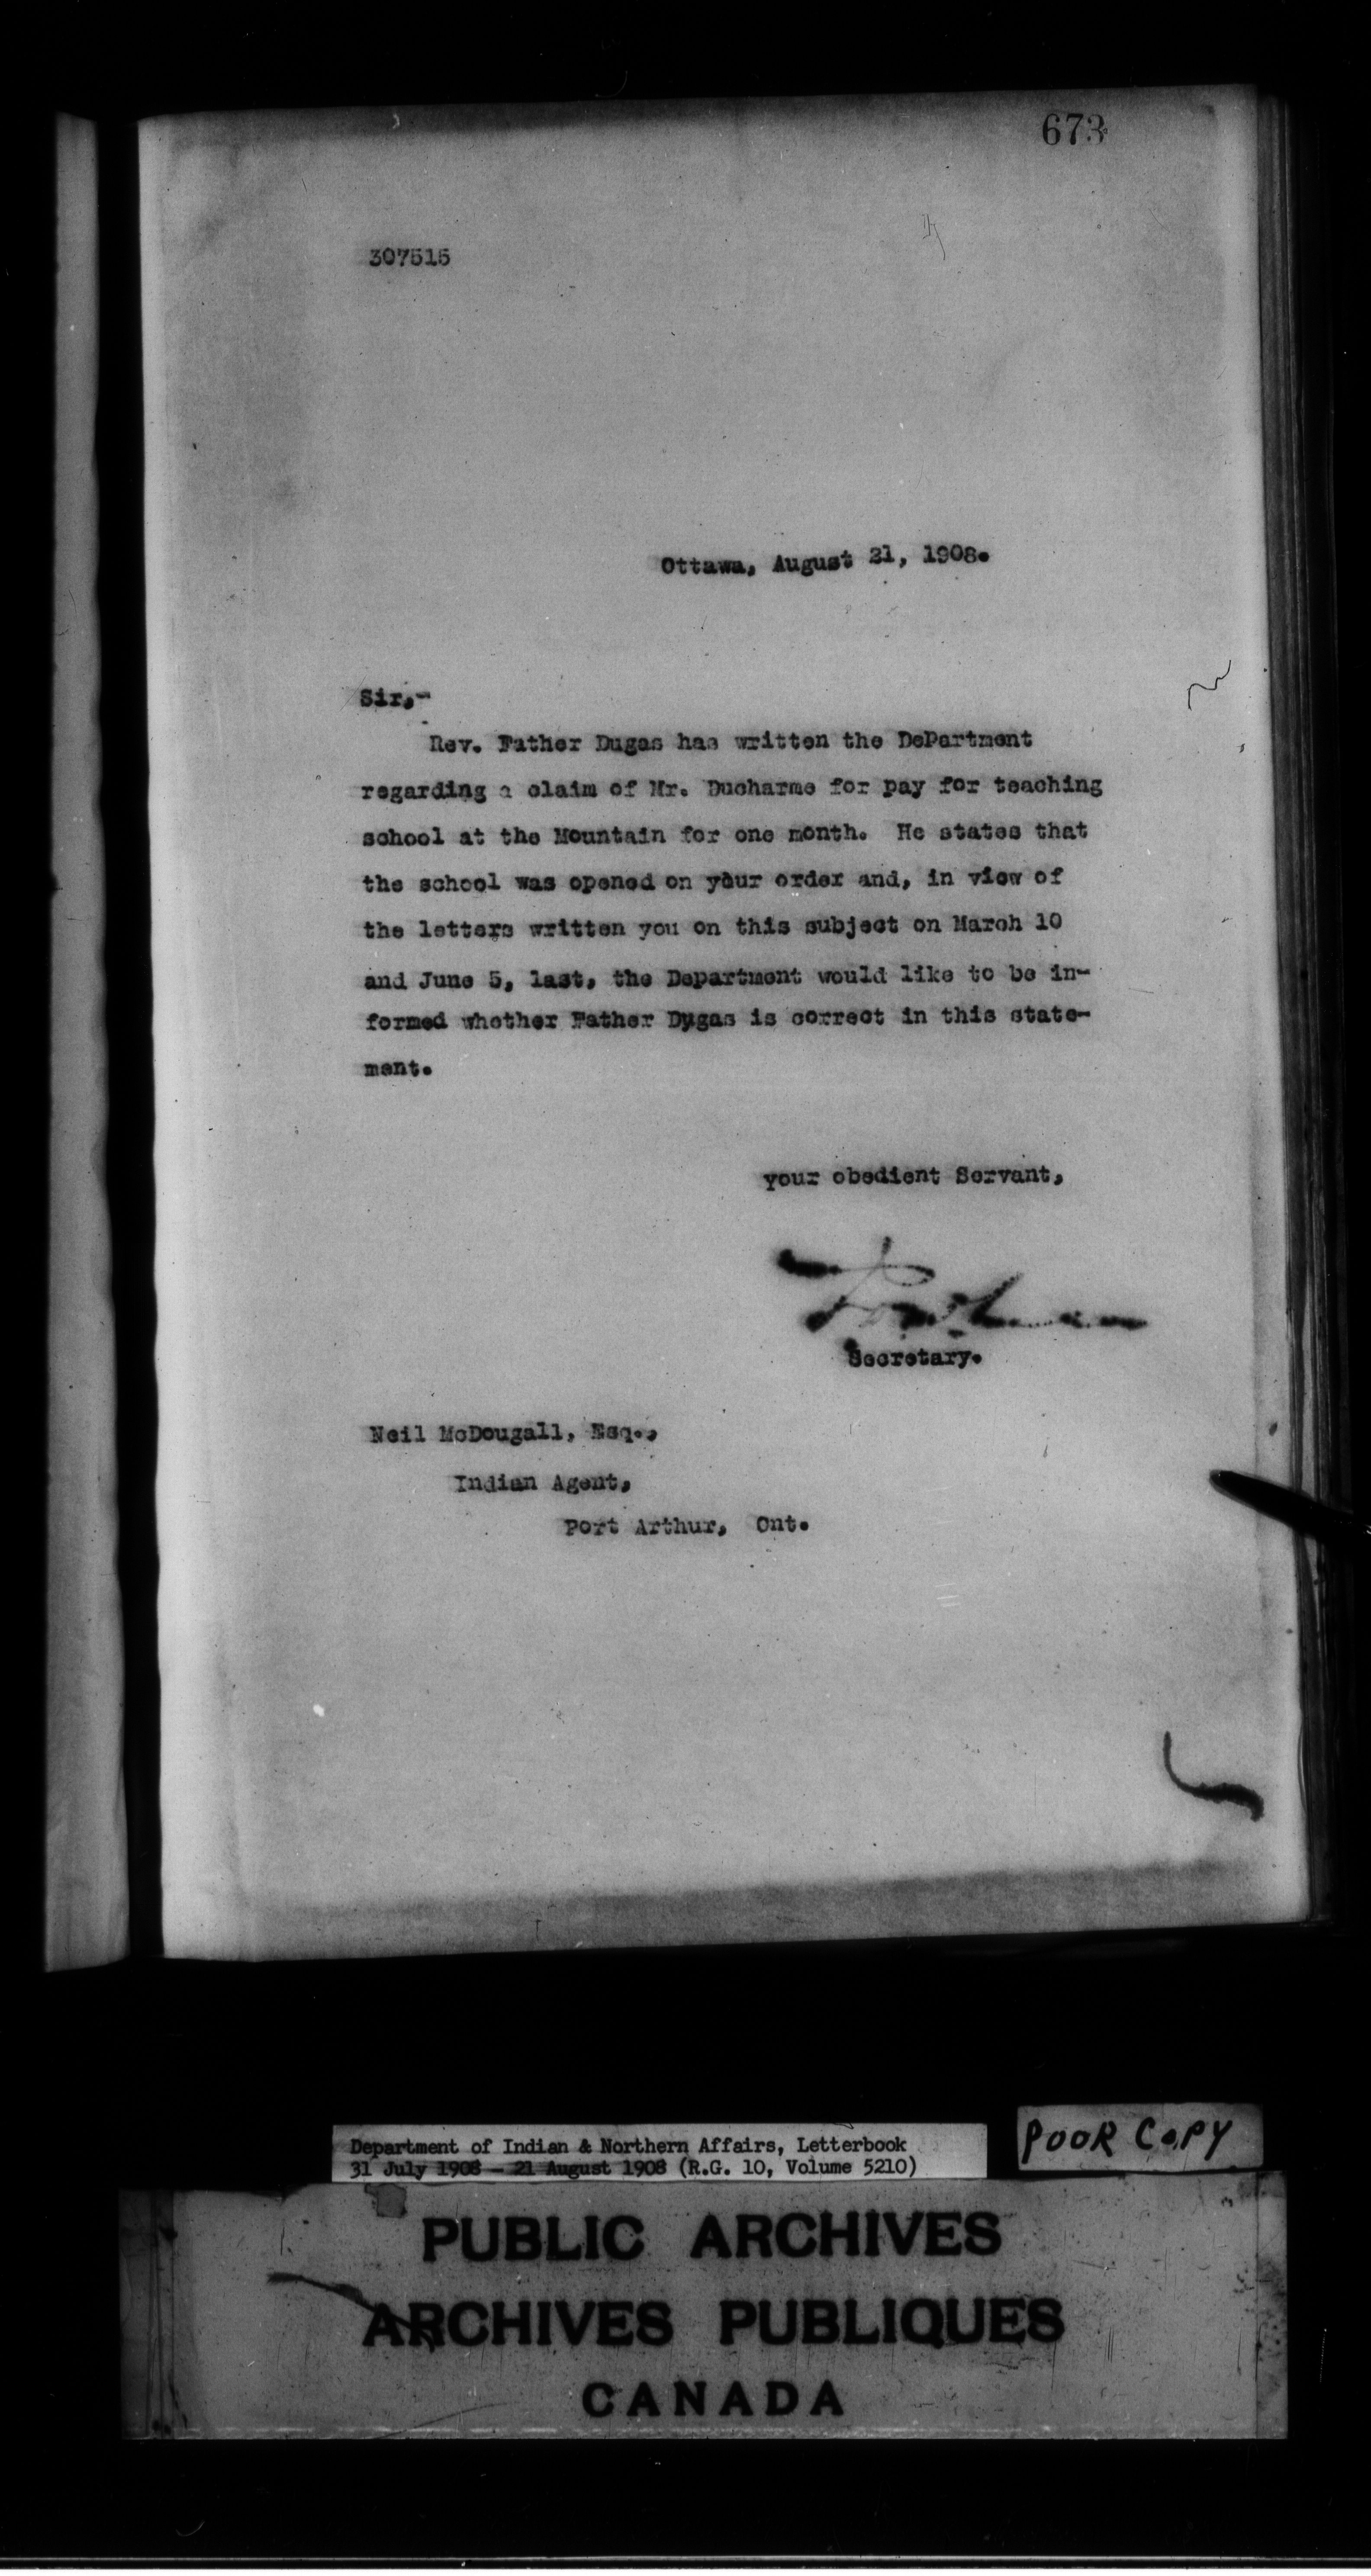 673
307515
Ottawa, August 21, 1908.
Sir,-
Rev. Father Dugas has written the DePartment
regarding a claim of Mr. Ducharme for pay for teaching
school at the Mountain for one month. He states that
the school was opened on your order and, in view of
the letters written you on this subject on March 10
and June 5, last, the Department would like to be in-
formed whether Father Dygas is correct in this state-
ment.
your obedient Servant,
Secretary.
Neil McDougall, Esq.,
Indian Agent,
Port Arthur, Ont.
Department of Indian & Northern Affairs, Letterbook
31 July 1908 - 21 August 1908 (R.G. 10, Volume 5210)
POOR COPY
PUBLIC ARCHIVES
ARCHIVES PUBLIQUES
CANADA